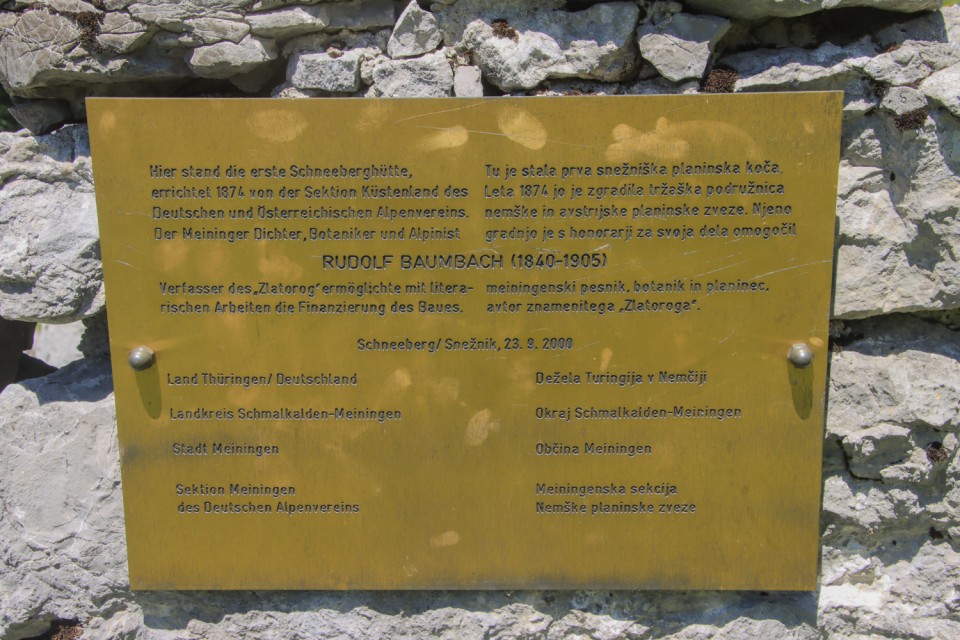 Hier stand die erste Schneeberghütte,
errichtet 1874 von der Sektion Küstenland des
Deutschen und Österreichischen Alpenvereins.
Der Meininger Dichter, Botaniker und Alpinist
Tu je stala prva snežniška planinska koča.
Leta 1874 jo je zgradila tržaška podružnica
nemške in avstrijske planinske zveze. Njeno
gradnjo je s honorarji za svoja dela omogočil
RUDOLF BAUMBACH (1840-1905)
Verfasser des „Zlatorog“ ermöglichte mit litera-
rischen Arbeiten die Finanzierung des Baues.
meiningenski pesnik, botanik in planinec,
avtor znamenitega „Zlatoroga“.
Schneeberg/ Snežnik, 23. 9. 2000
Land Thüringen/ Deutschland
Landkreis Schmalkalden-Meiningen
Stadt Meiningen
Sektion Meiningen
des Deutschen Alpenvereins
Dežela Turingija v Nemčiji
Okraj Schmalkalden-Meiningen
Občina Meiningen
Meiningenska sekcija
Nemške planinske zveze